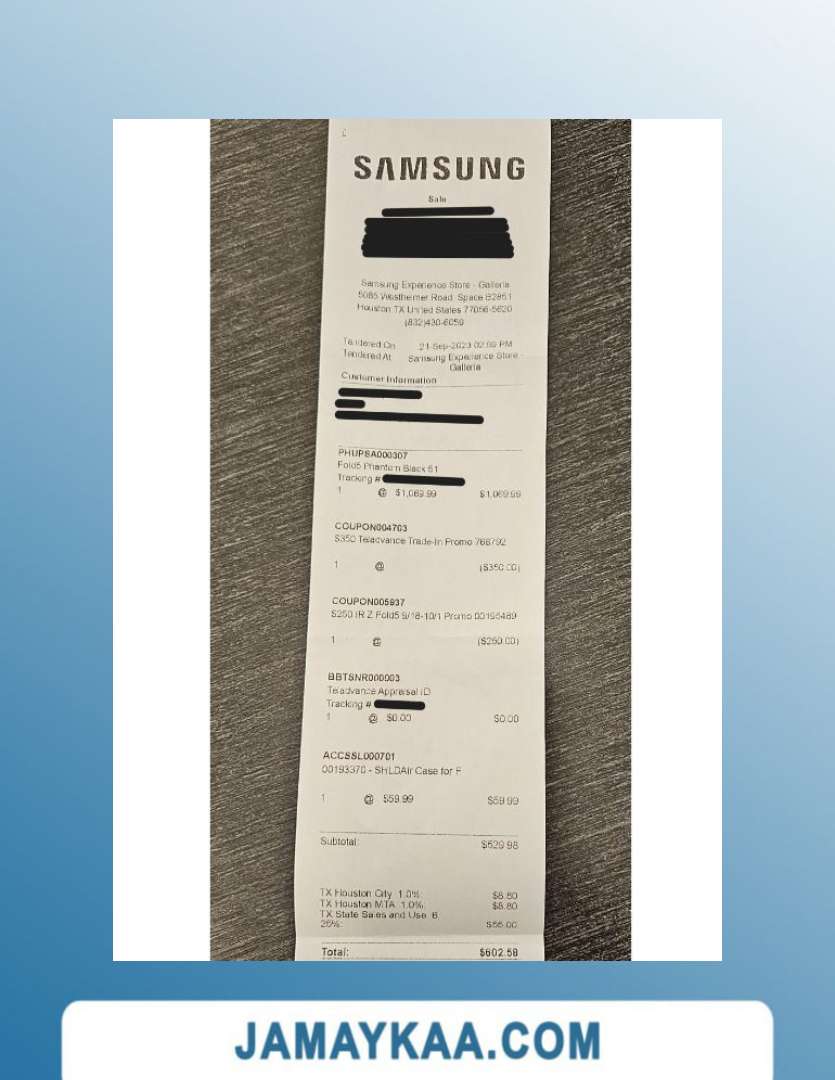 SAMSUNG
Sale
Samsung Experience Store - Galleria
5085 Westheimer Road Space B2851
Houston TX United States 77056-5620
(832)430-6059
Tendered On 21-Sep-2023 PM
Tendered At Samsung Experience Store -
Galleria
Customer Information
PHUPSA000307
Fold5 Phantom Black 51
Tracking #
1 @ $1,069.99 $1,069.99
COUPON004703
$350 Teladvance Trade-In Promo 768792
1 @ ($350.00)
COUPON005937
$250 IR Z Fold5 9/18-10/1 Promo 00195489
1 @ ($250.00)
BBTSNR000003
Teladvance Appraisal ID
Tracking #
1 @ $0.00 $0.00
ACCSSL000701
00193370 - SHLDAir Case for F
1 @ $59.99 $59.99
Subtotal: $529.98
TX Houston City 1.0%: $8.80
TX Houston MTA 1.0%: $8.80
TX State Sales and Use 6.
25%: $55.00
Total: $602.58
JAMAYKAA.COM